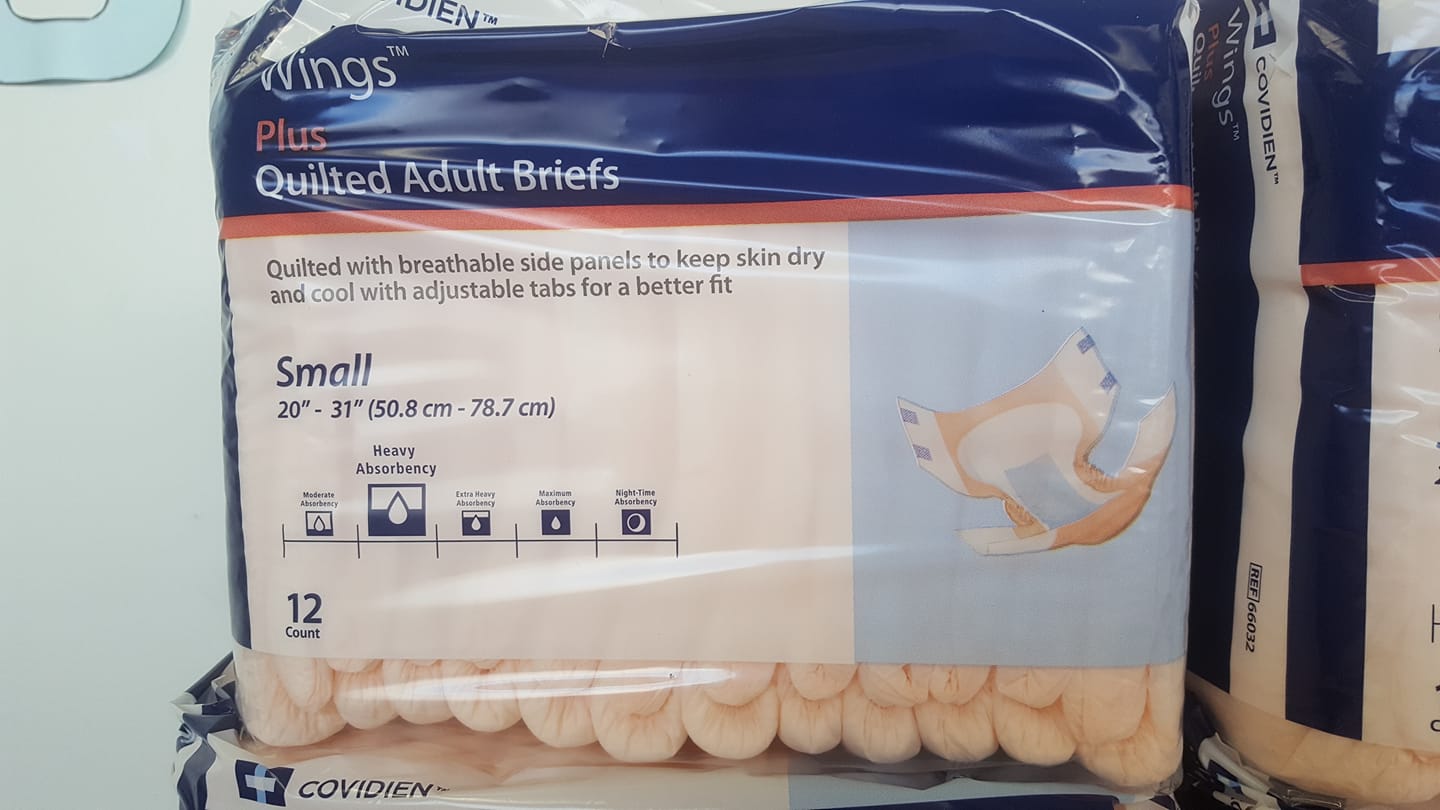 COVIDIEN™
Wings™
Plus
Quilted Adult Briefs
Quilted with breathable side panels to keep skin dry
and cool with adjustable tabs for a better fit
Small
20” - 31” (50.8 cm - 78.7 cm)
Heavy
Absorbency
Moderate
Absorbency
Extra Heavy
Absorbency
Maximum
Absorbency
Night-Time
Absorbency
12
Count
COVIDIEN™
Wings™
Plus
COVIDIEN™
REF 66032